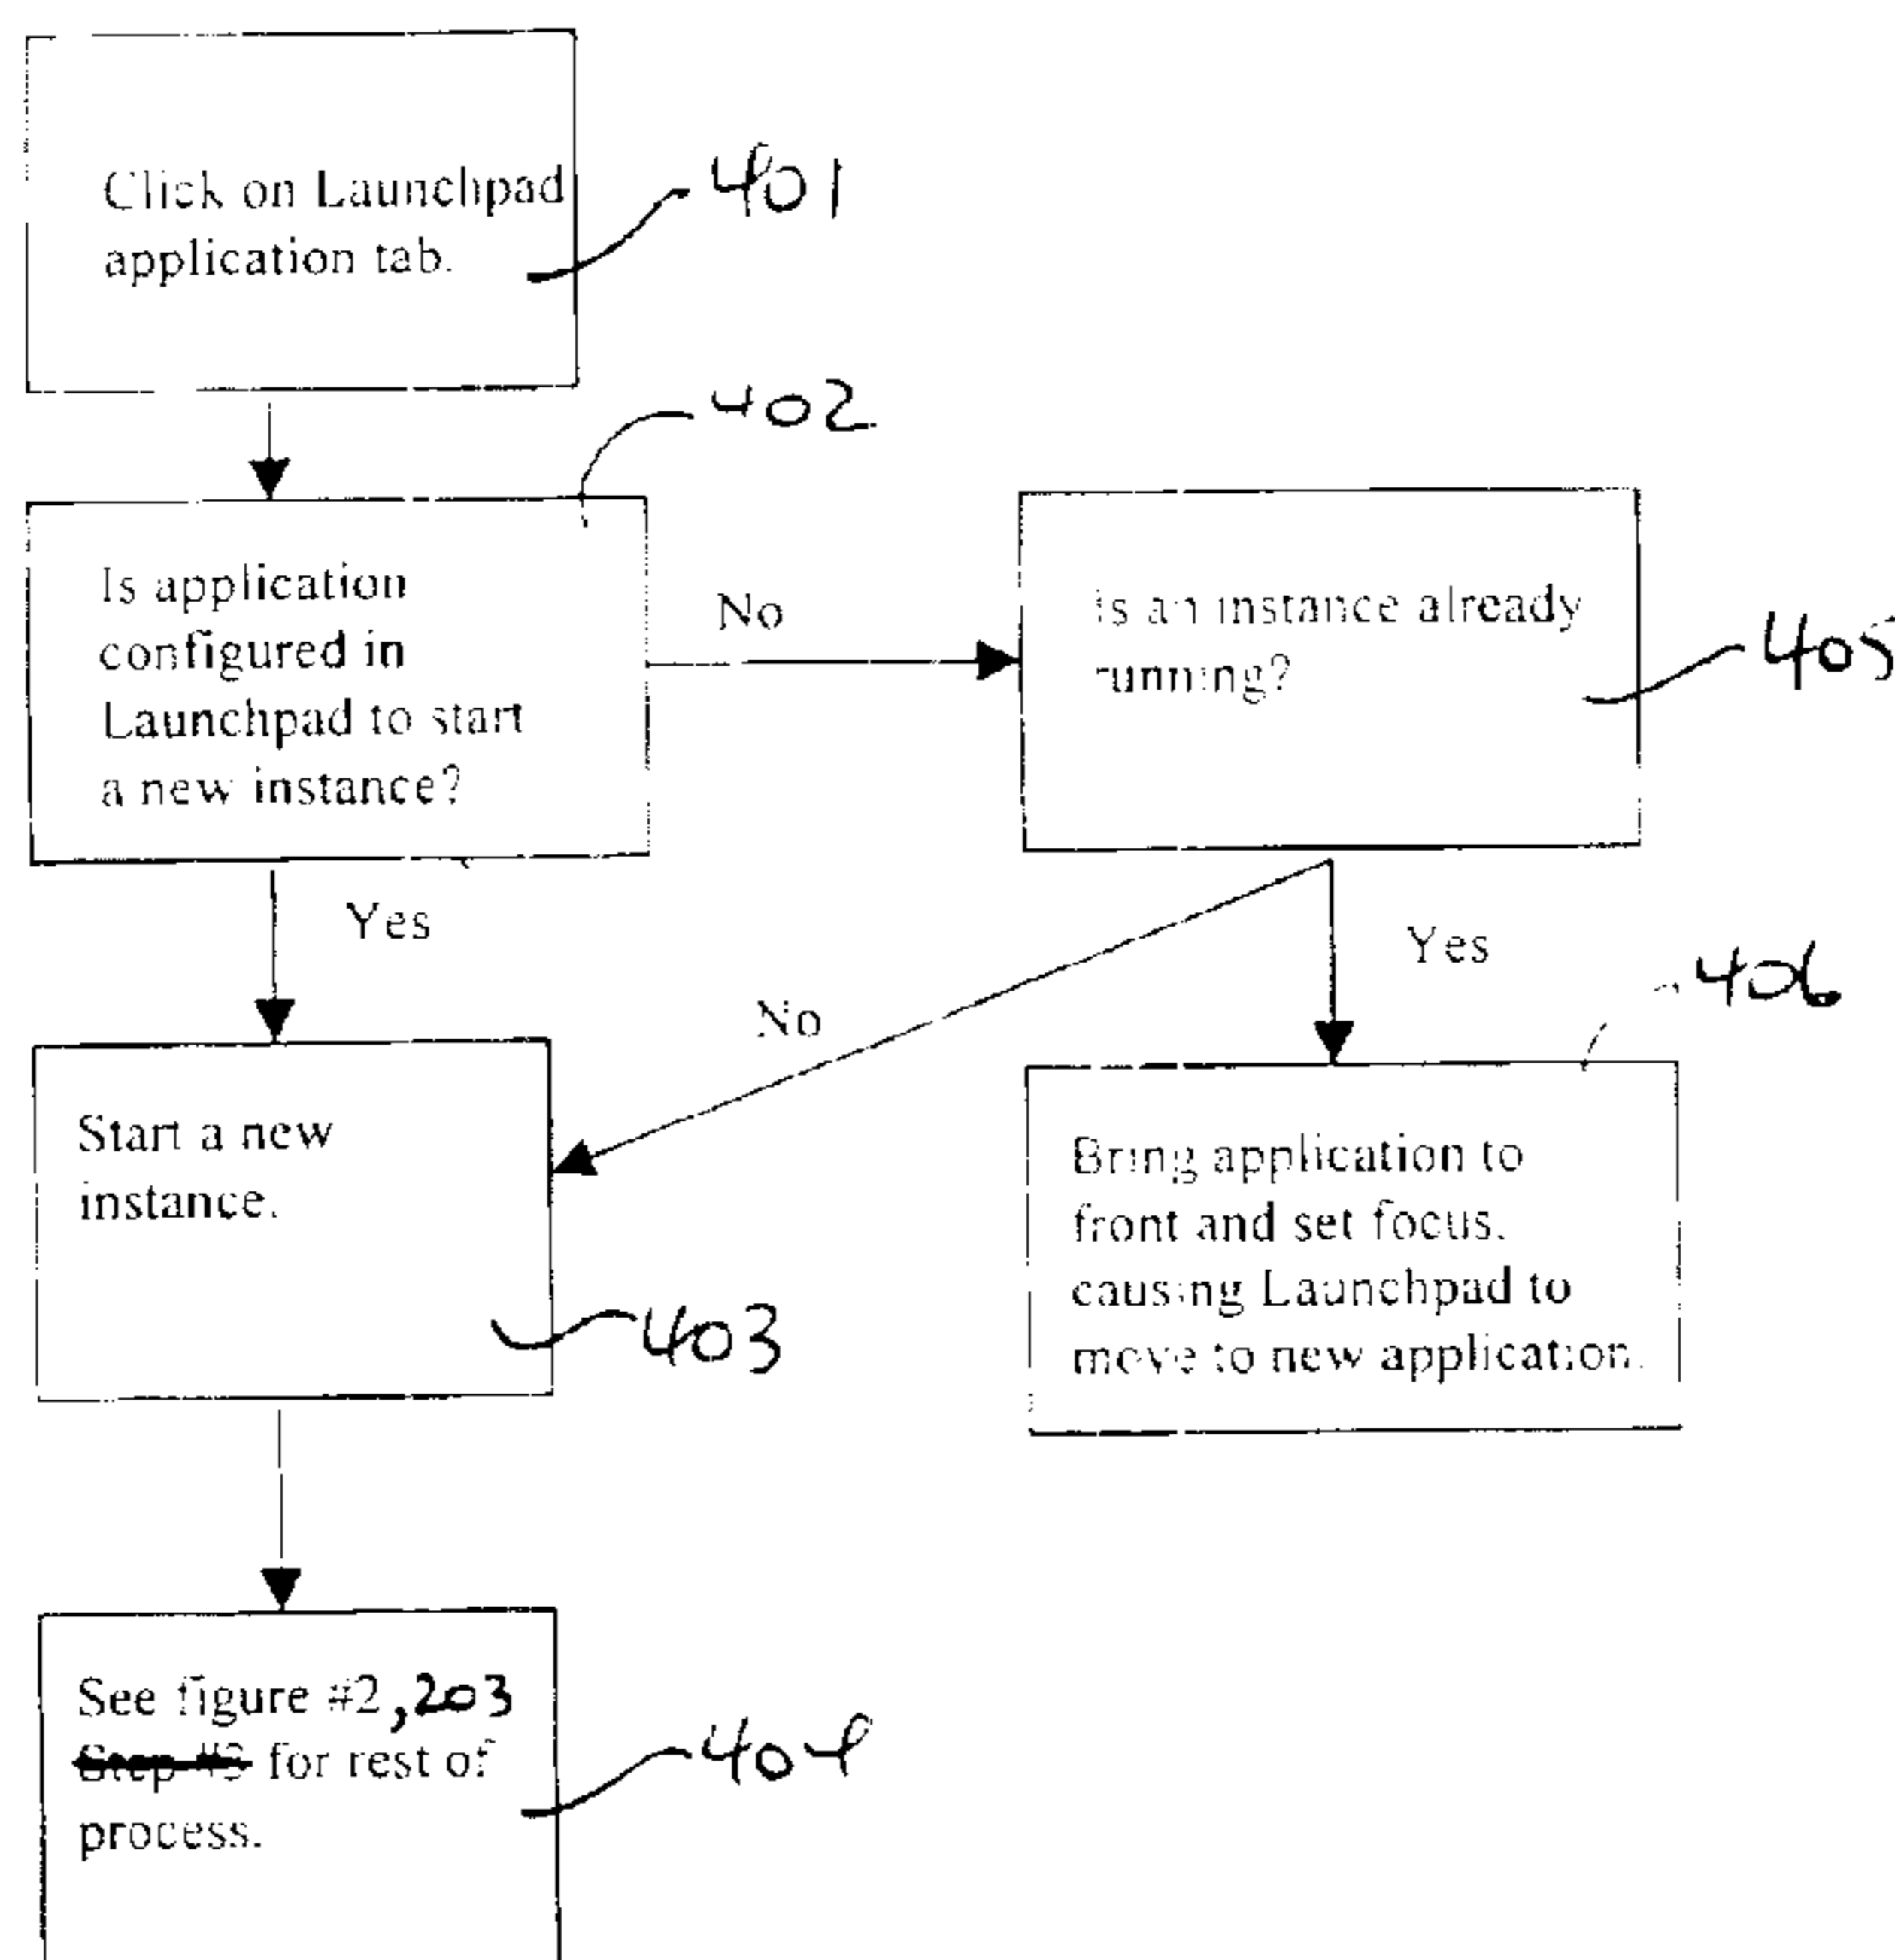 Click on Launchpad
application tab.
401
402
Is application
configured in
Launchpad to start
a new instance?
No
Is an instance already
running?
405
Yes
Yes
No
406
Start a new
instance.
403
Bring application to
front and set focus,
causing Launchpad to
move to new application.
See figure #2,203
Step #3 for rest of
process.
404